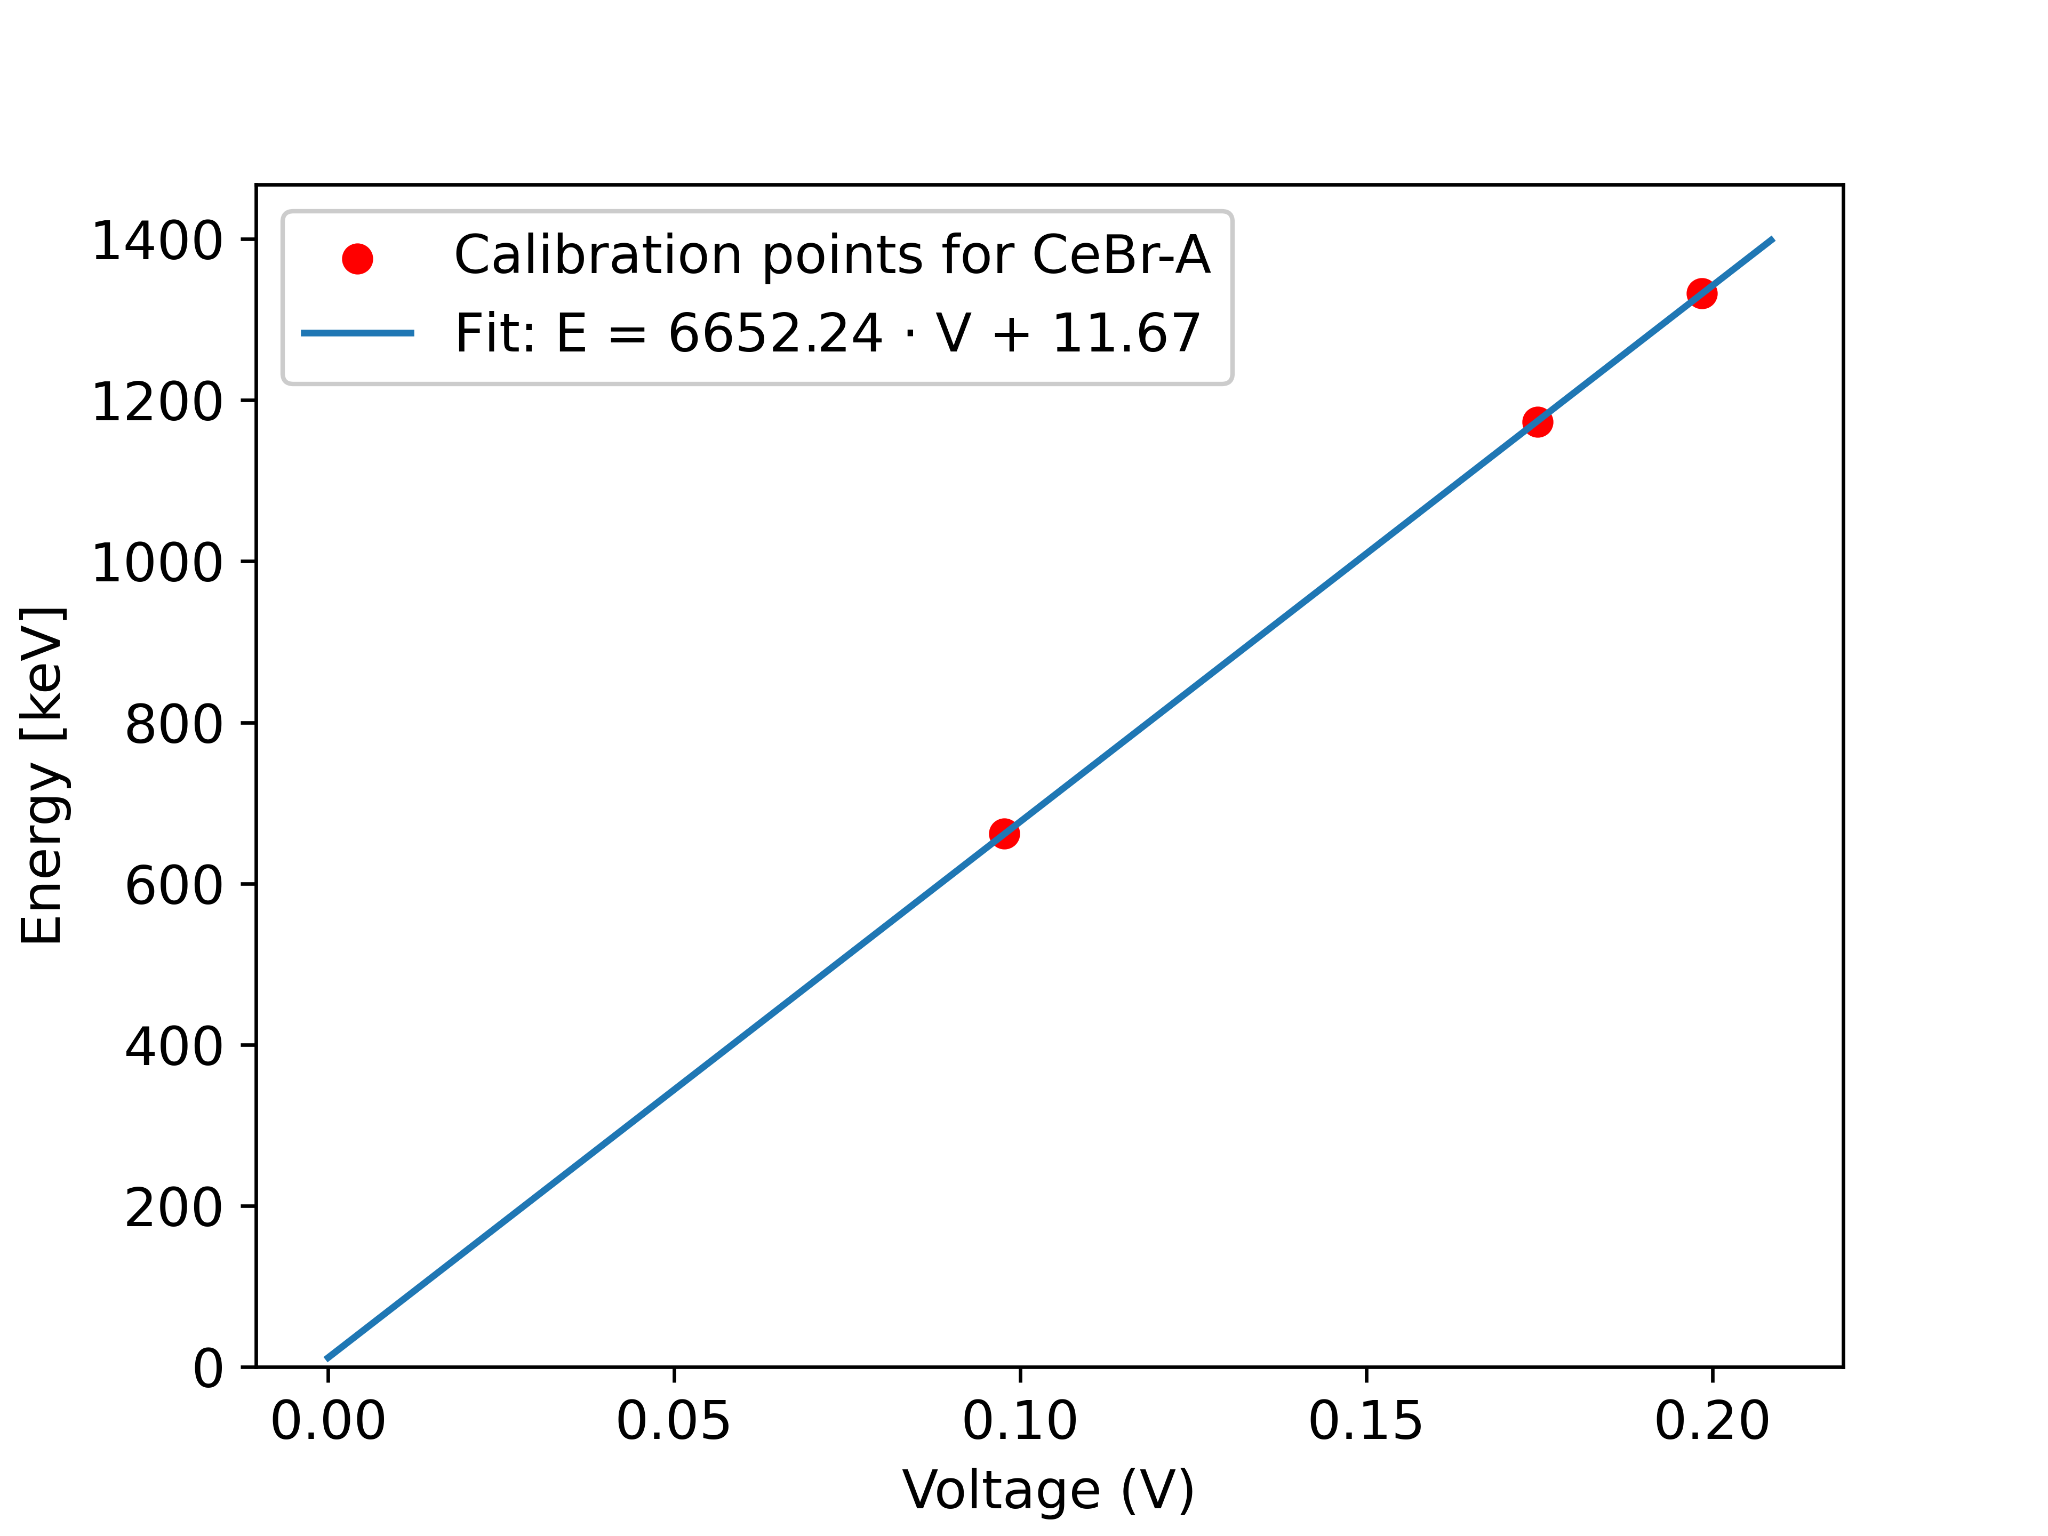 Calibration points for CeBr-A
Fit: E = 6652.24 · V + 11.67
1400
1200
1000
800
600
400
200
0
Energy [keV]
0.00 0.05 0.10 0.15 0.20
Voltage (V)